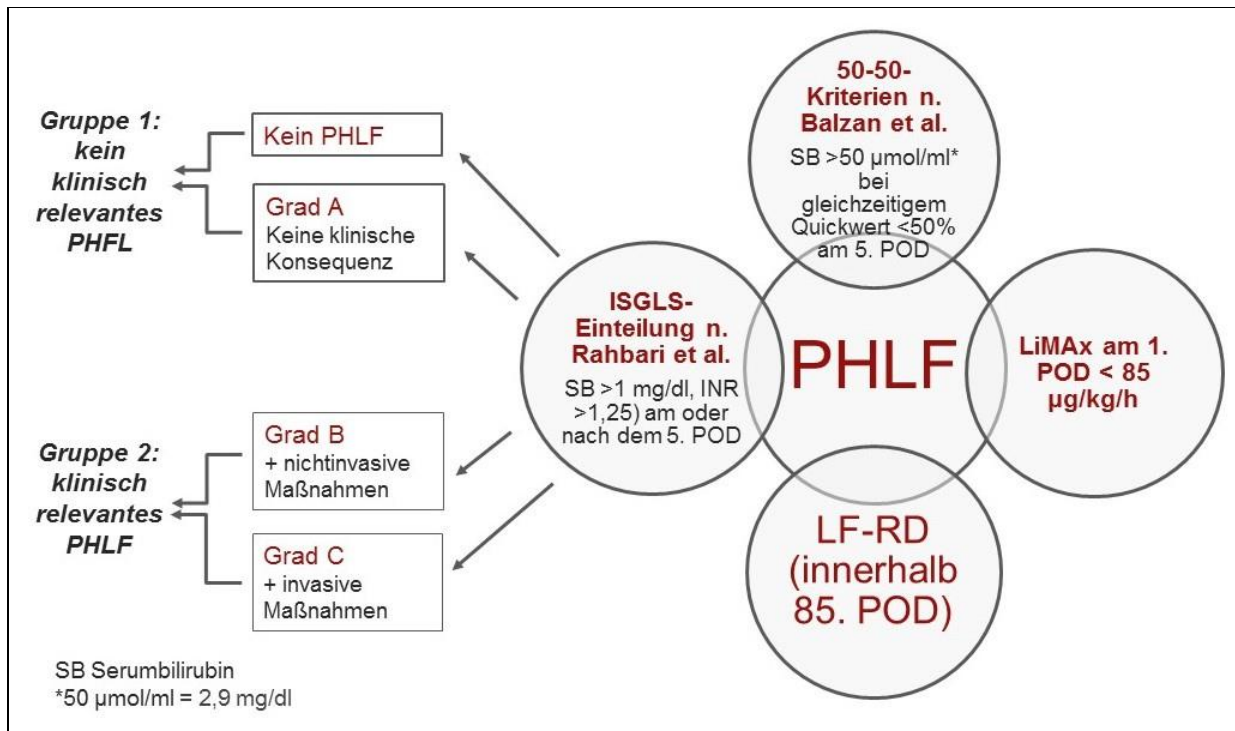 Gruppe 1:
kein
klinisch
relevantes
PHFL
Kein PHLF
Grad A
Keine klinische
Konsequenz
Gruppe 2:
klinisch
relevantes
PHLF
Grad B
+ nichtinvasive
Maßnahmen
Grad C
+ invasive
Maßnahmen
ISGLS-
Einteilung n.
Rahbari et al.
SB >1 mg/dl, INR
>1,25) am oder
nach dem 5. POD
50-50-
Kriterien n.
Balzan et al.
SB >50 µmol/ml*
bei
gleichzeitigem
Quickwert <50%
am 5. POD
PHLF
LiMAx am 1.
POD < 85
µg/kg/h
LF-RD
(innerhalb
85. POD)
SB Serumbilirubin
*50 µmol/ml = 2,9 mg/dl